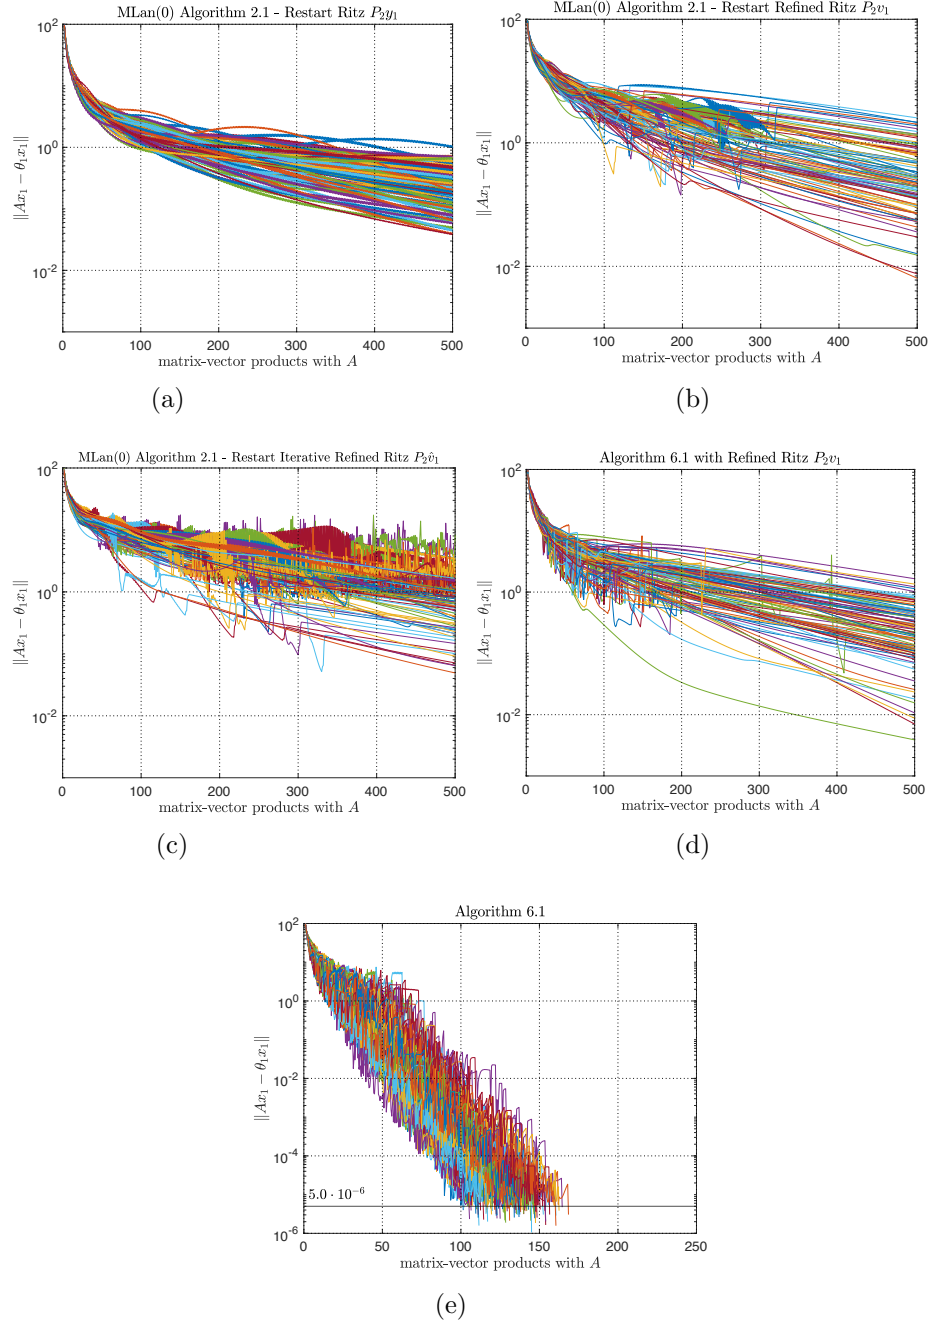 MLan(0) Algorithm 2.1 - Restart Ritz P₂y₁
10²
10⁰
10⁻²
‖Ax₁ − θ₁x₁‖
0 100 200 300 400 500
matrix-vector products with A
(a)
MLan(0) Algorithm 2.1 - Restart Refined Ritz P₂v₁
10²
10⁰
10⁻²
‖Ax₁ − θ₁x₁‖
0 100 200 300 400 500
matrix-vector products with A
(b)
MLan(0) Algorithm 2.1 - Restart Iterative Refined Ritz P₂v̂₁
10²
10⁰
10⁻²
‖Ax₁ − θ₁x₁‖
0 100 200 300 400 500
matrix-vector products with A
(c)
Algorithm 6.1 with Refined Ritz P₂v₁
10²
10⁰
10⁻²
‖Ax₁ − θ₁x₁‖
0 100 200 300 400 500
matrix-vector products with A
(d)
Algorithm 6.1
10²
10⁰
10⁻²
10⁻⁴
10⁻⁶
‖Ax₁ − θ₁x₁‖
5.0 · 10⁻⁶
0 50 100 150 200 250
matrix-vector products with A
(e)